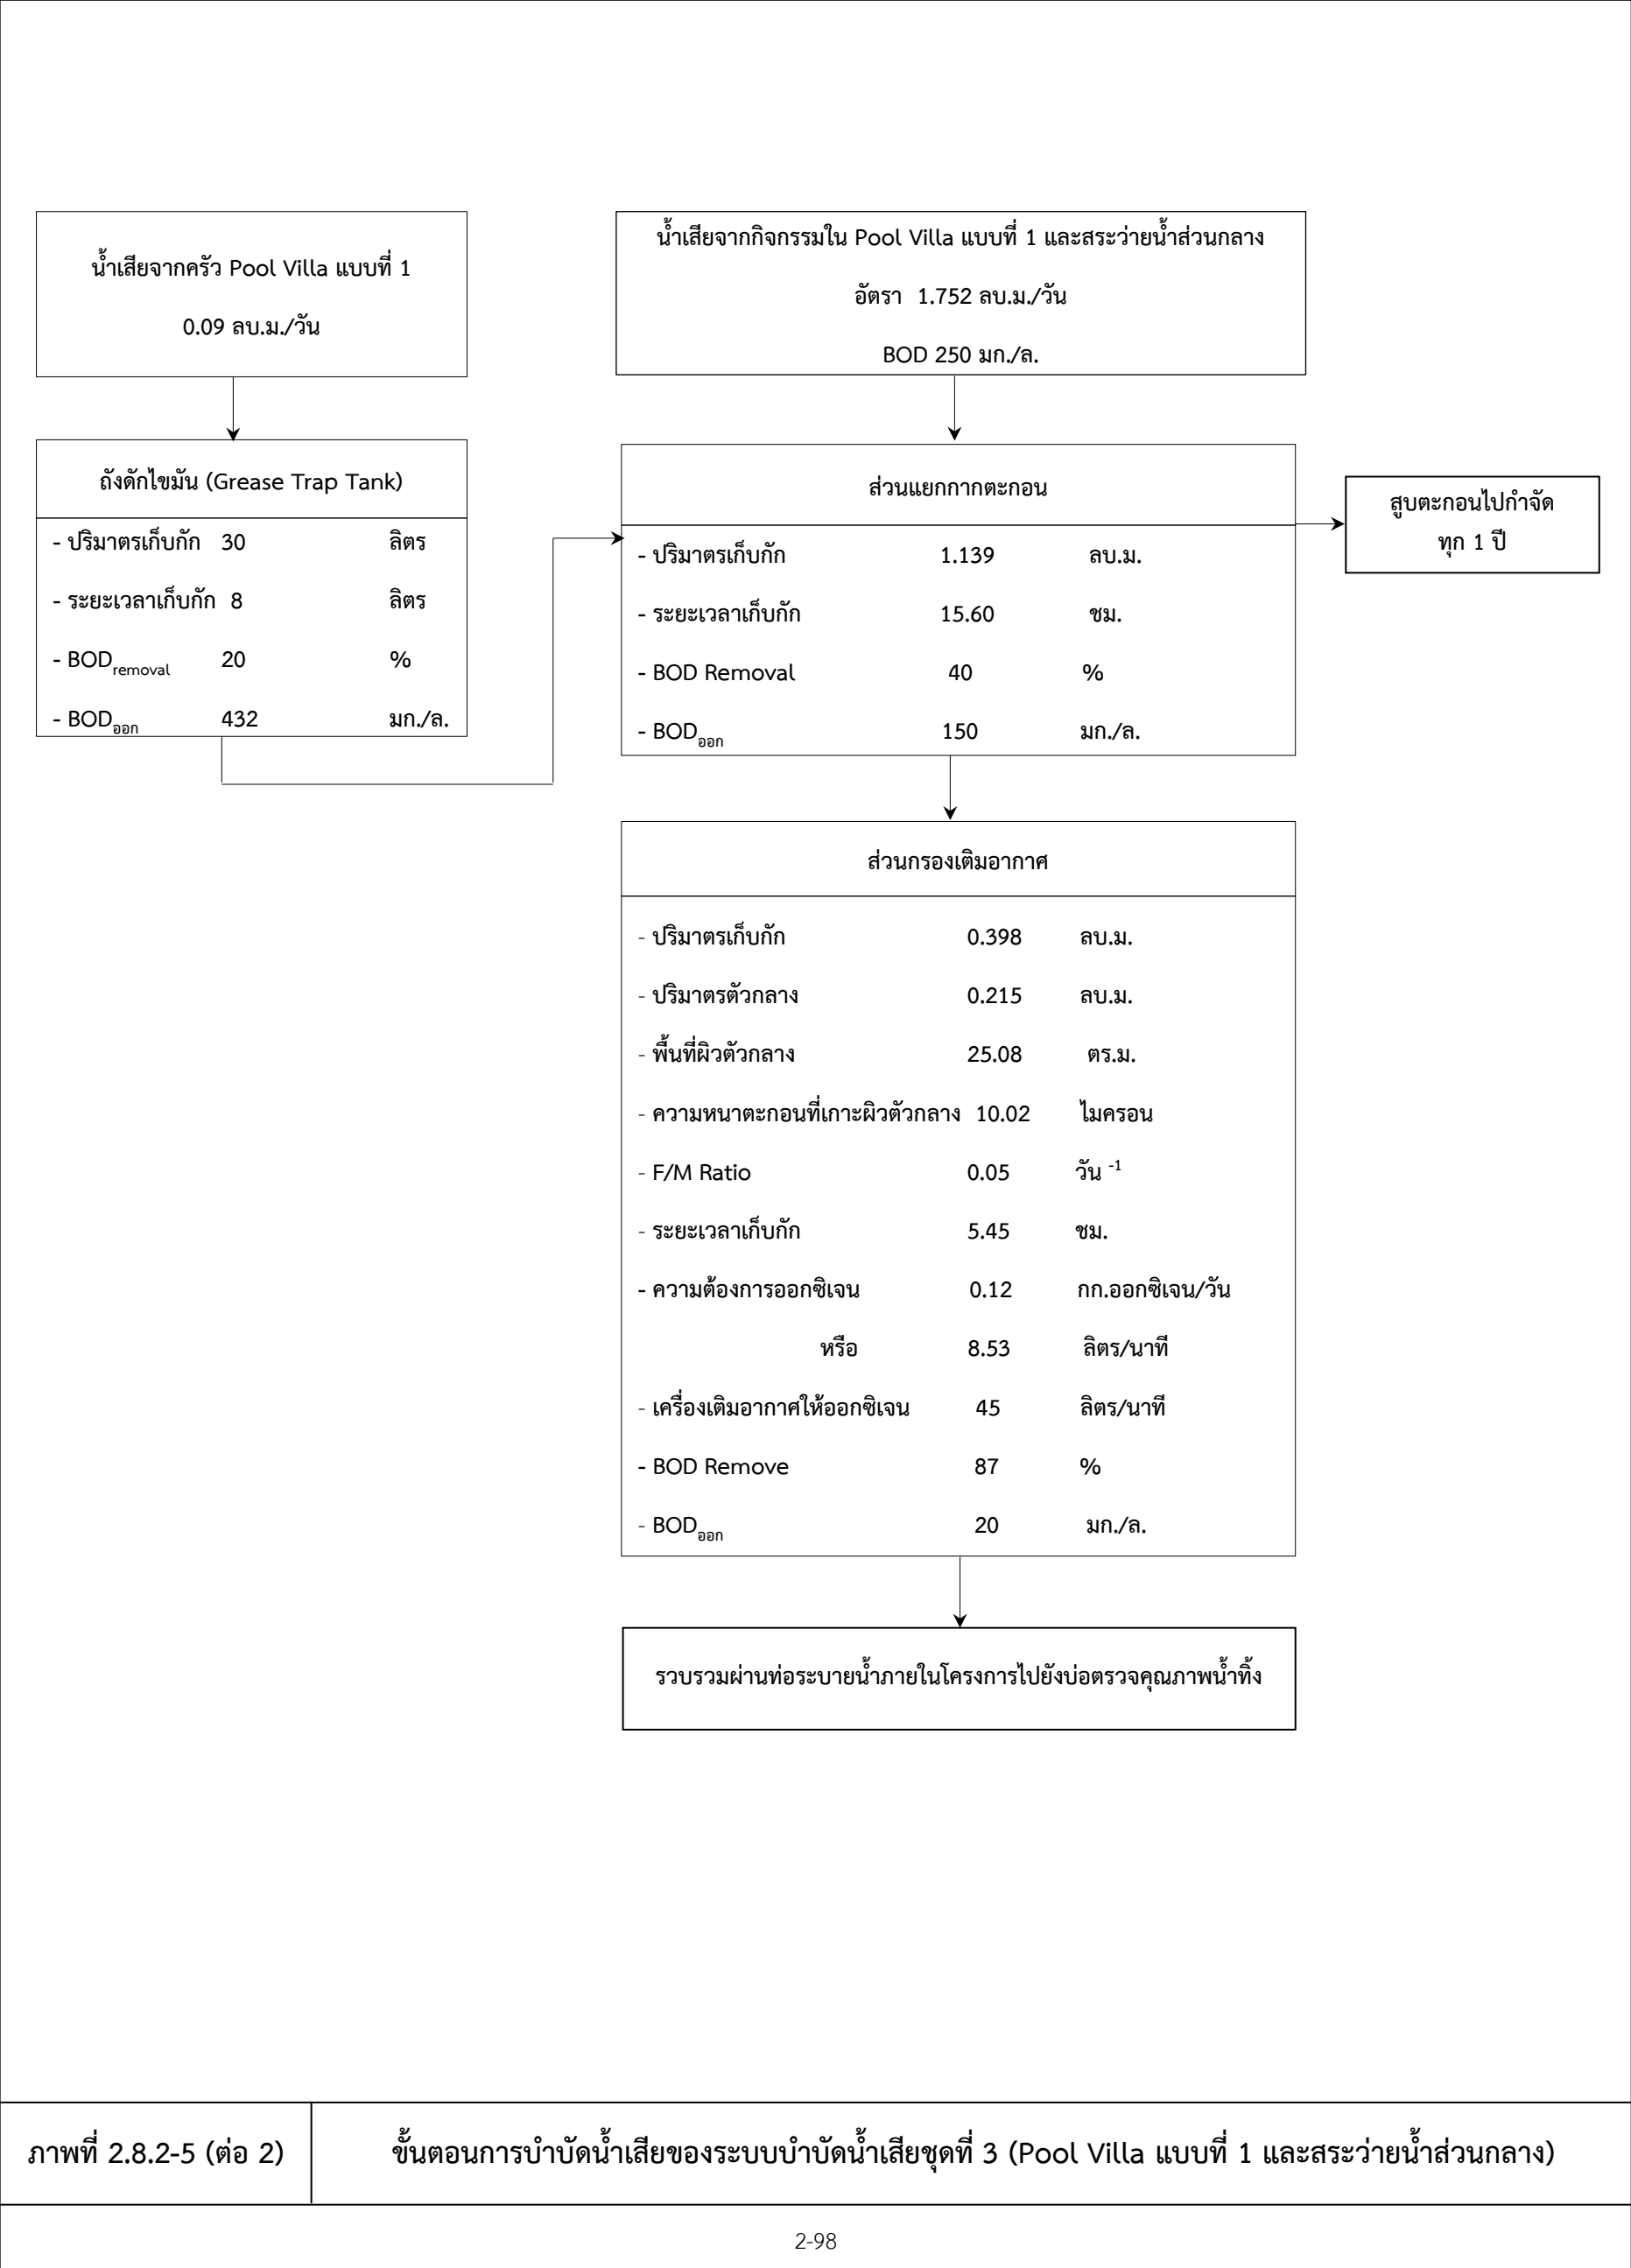 น้ำเสียจากครัว Pool Villa แบบที่ 1
0.09 ลบ.ม./วัน
น้ำเสียจากกิจกรรมใน Pool Villa แบบที่ 1 และสระว่ายน้ำส่วนกลาง
อัตรา 1.752 ลบ.ม./วัน
BOD 250 มก./ล.
ถังดักไขมัน (Grease Trap Tank)
- ปริมาตรเก็บกัก 30 ลิตร
- ระยะเวลาเก็บกัก 8 ลิตร
- BODremoval 20 %
- BODออก 432 มก./ล.
ส่วนแยกกากตะกอน
- ปริมาตรเก็บกัก 1.139 ลบ.ม.
- ระยะเวลาเก็บกัก 15.60 ชม.
- BOD Removal 40 %
- BODออก 150 มก./ล.
สูบตะกอนไปกำจัด
ทุก 1 ปี
ส่วนกรองเติมอากาศ
- ปริมาตรเก็บกัก 0.398 ลบ.ม.
- ปริมาตรตัวกลาง 0.215 ลบ.ม.
- พื้นที่ผิวตัวกลาง 25.08 ตร.ม.
- ความหนาตะกอนที่เกาะผิวตัวกลาง 10.02 ไมครอน
- F/M Ratio 0.05 วัน -1
- ระยะเวลาเก็บกัก 5.45 ชม.
- ความต้องการออกซิเจน 0.12 กก.ออกซิเจน/วัน
หรือ 8.53 ลิตร/นาที
- เครื่องเติมอากาศให้ออกซิเจน 45 ลิตร/นาที
- BOD Remove 87 %
- BODออก 20 มก./ล.
รวบรวมผ่านท่อระบายน้ำภายในโครงการไปยังบ่อตรวจคุณภาพน้ำทิ้ง
ภาพที่ 2.8.2-5 (ต่อ 2)
ขั้นตอนการบำบัดน้ำเสียของระบบบำบัดน้ำเสียชุดที่ 3 (Pool Villa แบบที่ 1 และสระว่ายน้ำส่วนกลาง)
2-98